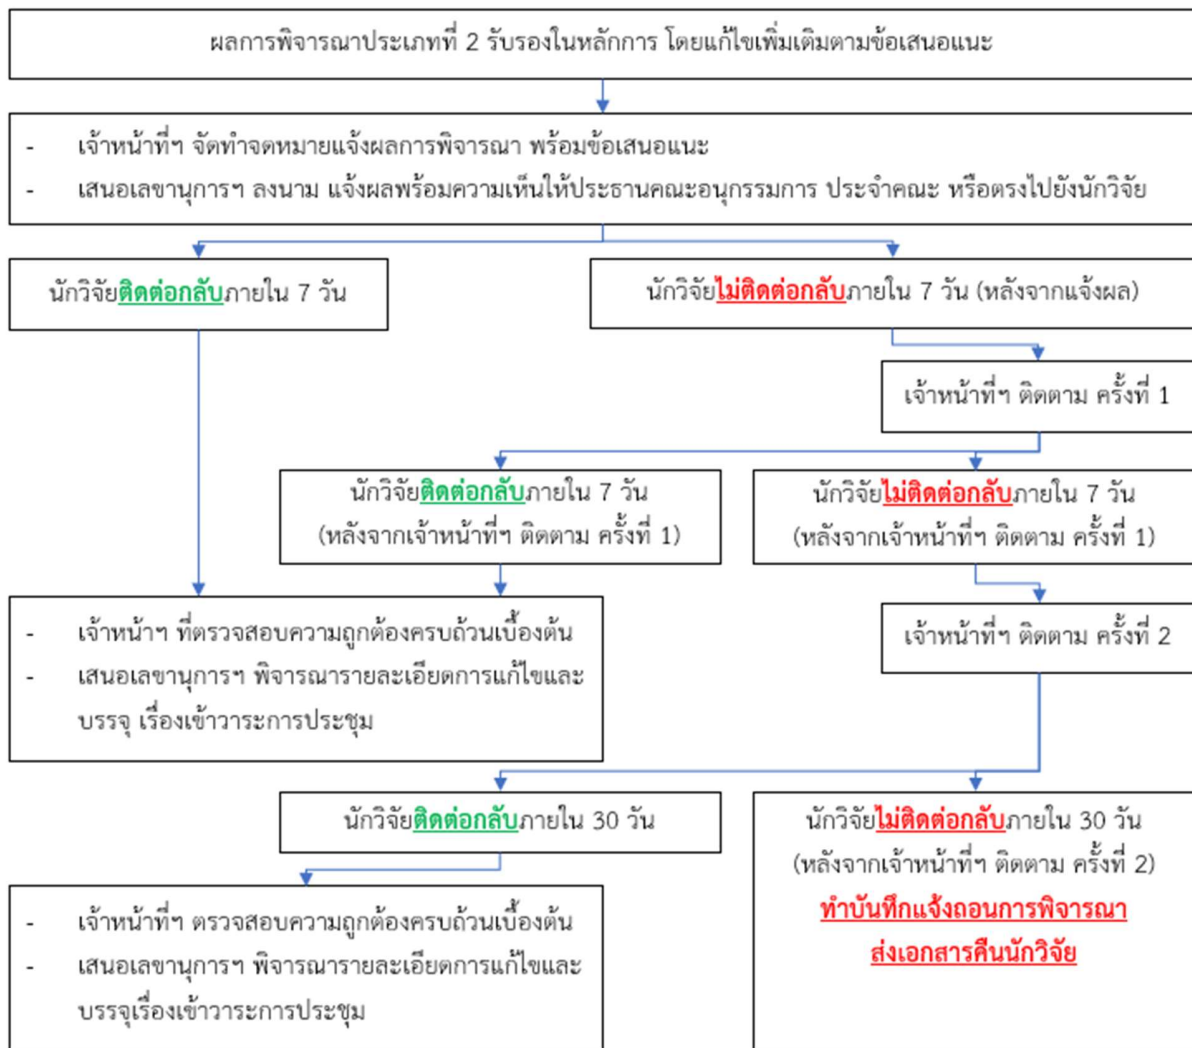 ผลการพิจารณาประเภทที่ 2 รับรองในหลักการ โดยแก้ไขเพิ่มเติมตามข้อเสนอแนะ
- เจ้าหน้าที่ฯ จัดทำจดหมายแจ้งผลการพิจารณา พร้อมข้อเสนอแนะ
- เสนอเลขานุการฯ ลงนาม แจ้งผลพร้อมความเห็นให้ประธานคณะอนุกรรมการ ประจำคณะ หรือตรงไปยังนักวิจัย
นักวิจัยติดต่อกลับภายใน 7 วัน
นักวิจัยไม่ติดต่อกลับภายใน 7 วัน (หลังจากแจ้งผล)
เจ้าหน้าที่ฯ ติดตาม ครั้งที่ 1
นักวิจัยติดต่อกลับภายใน 7 วัน
(หลังจากเจ้าหน้าที่ฯ ติดตาม ครั้งที่ 1)
นักวิจัยไม่ติดต่อกลับภายใน 7 วัน
(หลังจากเจ้าหน้าที่ฯ ติดตาม ครั้งที่ 1)
- เจ้าหน้าฯ ที่ตรวจสอบความถูกต้องครบถ้วนเบื้องต้น
- เสนอเลขานุการฯ พิจารณารายละเอียดการแก้ไขและ
บรรจุ เรื่องเข้าวาระการประชุม
เจ้าหน้าที่ฯ ติดตาม ครั้งที่ 2
นักวิจัยติดต่อกลับภายใน 30 วัน
นักวิจัยไม่ติดต่อกลับภายใน 30 วัน
(หลังจากเจ้าหน้าที่ฯ ติดตาม ครั้งที่ 2)
ทำบันทึกแจ้งถอนการพิจารณา
ส่งเอกสารคืนนักวิจัย
- เจ้าหน้าที่ฯ ตรวจสอบความถูกต้องครบถ้วนเบื้องต้น
- เสนอเลขานุการฯ พิจารณารายละเอียดการแก้ไขและ
บรรจุเรื่องเข้าวาระการประชุม